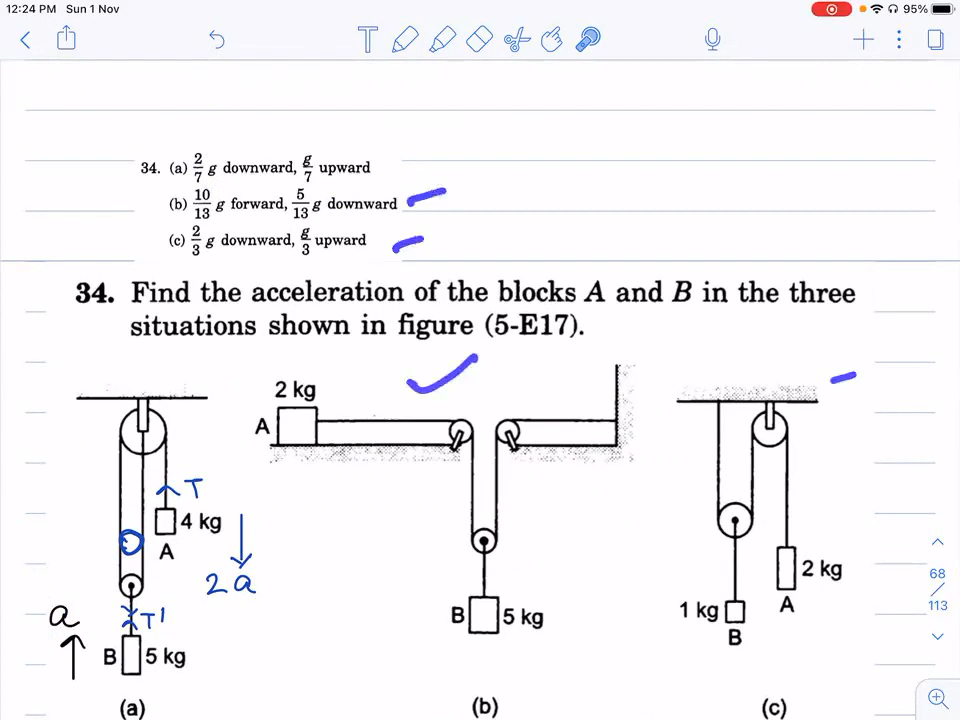 12:24 PM Sun 1 Nov
95%
T
34. (a) 2/7 g downward, g/7 upward
(b) 10/13 g forward, 5/13 g downward
(c) 2/3 g downward, g/3 upward
34. Find the acceleration of the blocks A and B in the three
situations shown in figure (5-E17).
2 kg
A
T
4 kg
A
2a
a
T'
B 5 kg
(a)
B 5 kg
(b)
2 kg
A
1 kg
B
(c)
68
/
113